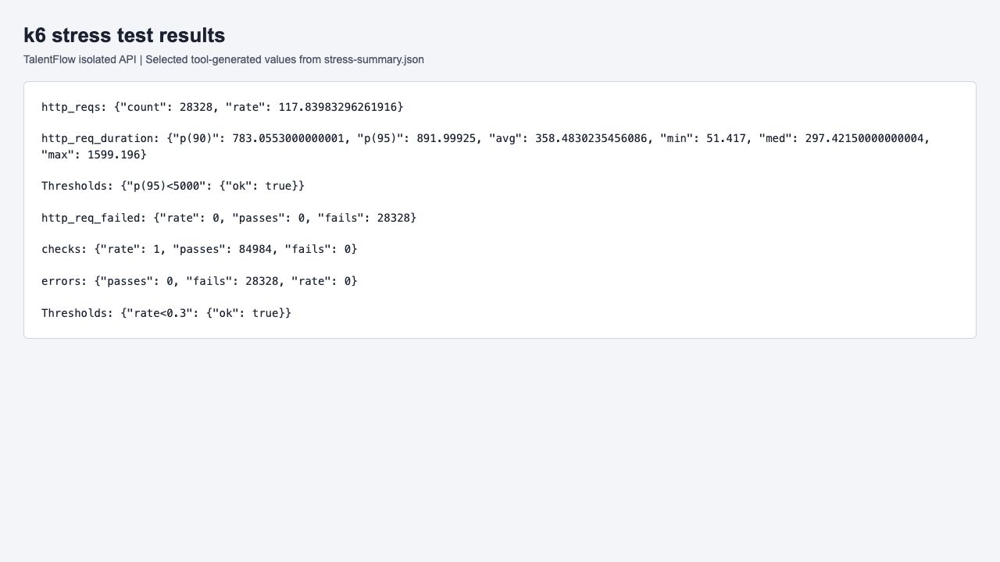 k6 stress test results
TalentFlow isolated API | Selected tool-generated values from stress-summary.json
http_reqs: {"count": 28328, "rate": 117.83983296261916}
http_req_duration: {"p(90)": 783.0553000000001, "p(95)": 891.99925, "avg": 358.4830235456086, "min": 51.417, "med": 297.42150000000004,
"max": 1599.196}
Thresholds: {"p(95)<5000": {"ok": true}}
http_req_failed: {"rate": 0, "passes": 0, "fails": 28328}
checks: {"rate": 1, "passes": 84984, "fails": 0}
errors: {"passes": 0, "fails": 28328, "rate": 0}
Thresholds: {"rate<0.3": {"ok": true}}